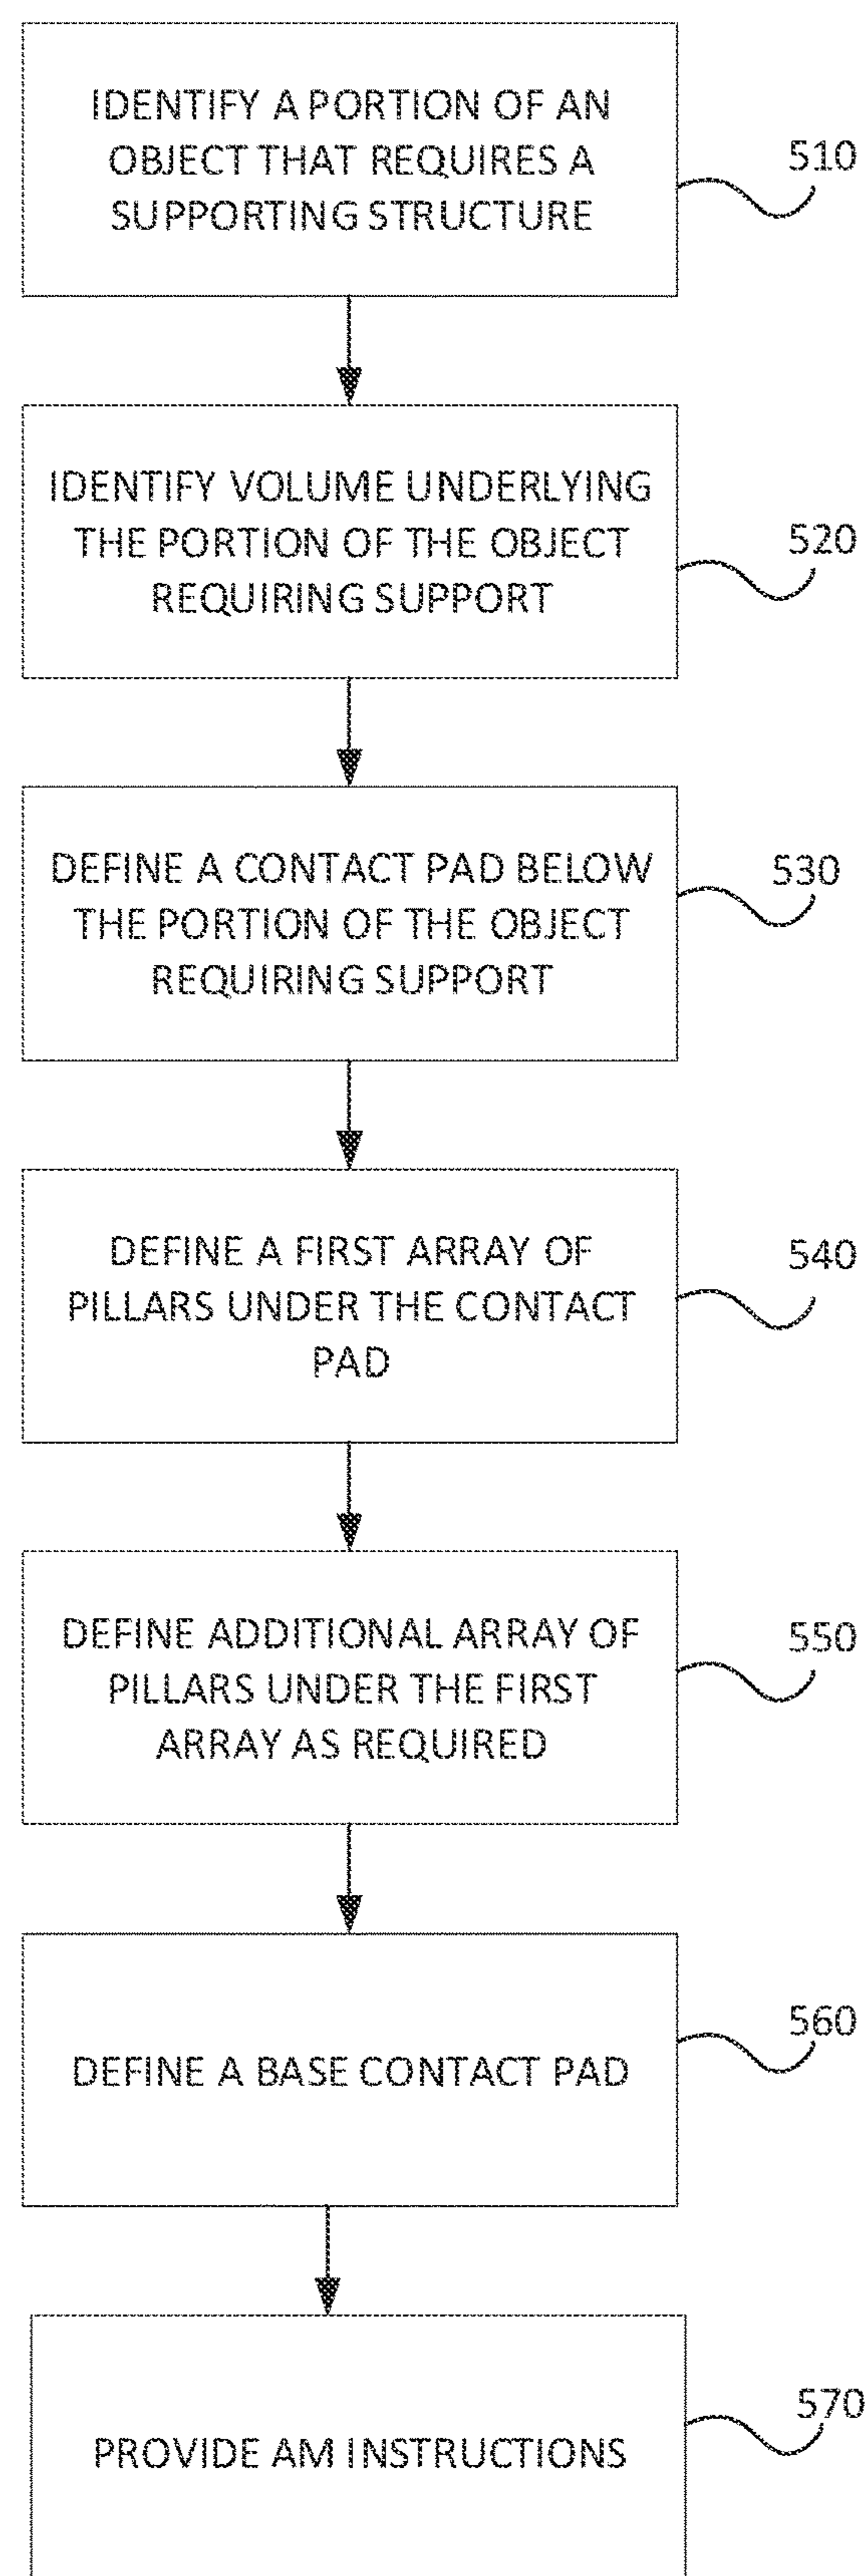 IDENTIFY A PORTION OF AN
OBJECT THAT REQUIRES A
SUPPORTING STRUCTURE
510
IDENTIFY VOLUME UNDERLYING
THE PORTION OF THE OBJECT
REQUIRING SUPPORT
520
DEFINE A CONTACT PAD BELOW
THE PORTION OF THE OBJECT
REQUIRING SUPPORT
530
DEFINE A FIRST ARRAY OF
PILLARS UNDER THE CONTACT
PAD
540
DEFINE ADDITIONAL ARRAY OF
PILLARS UNDER THE FIRST
ARRAY AS REQUIRED
550
DEFINE A BASE CONTACT PAD
560
PROVIDE AM INSTRUCTIONS
570